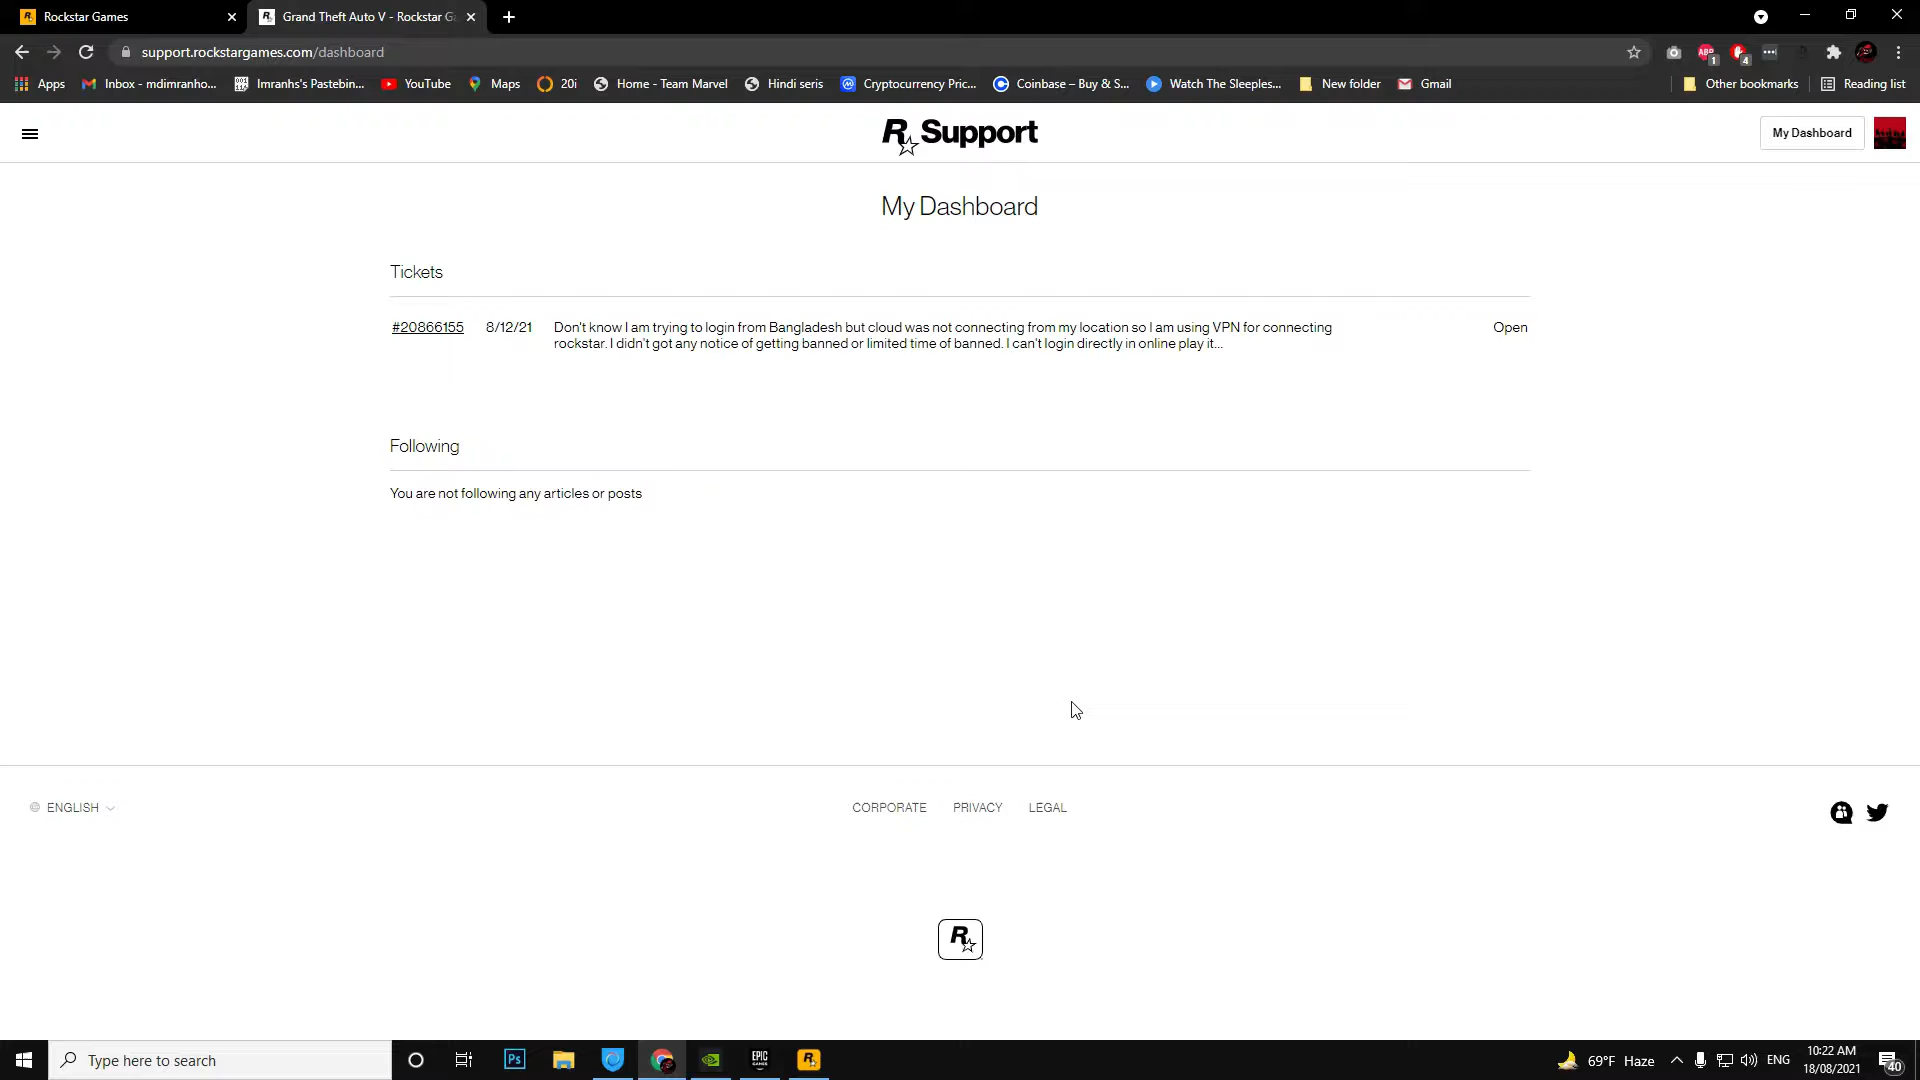 Rockstar Games
Grand Theft Auto V - Rockstar G
support.rockstargames.com/dashboard
Apps
Inbox - mdimranho...
Imranhs's Pastebin...
YouTube
Maps
20i
Home - Team Marvel
Hindi seris
Cryptocurrency Pric...
Coinbase – Buy & S...
Watch The Sleeples...
New folder
Gmail
Other bookmarks
Reading list
ABP 1
4
R Support
My Dashboard
My Dashboard
Tickets
#20866155 8/12/21 Don't know I am trying to login from Bangladesh but cloud was not connecting from my location so I am using VPN for connecting Open
rockstar. I didn't got any notice of getting banned or limited time of banned. I can't login directly in online play it...
Following
You are not following any articles or posts
ENGLISH
CORPORATE PRIVACY LEGAL
R
Type here to search
Ps
EPIC GAMES
R
69°F Haze
ENG
10:22 AM
18/08/2021
40